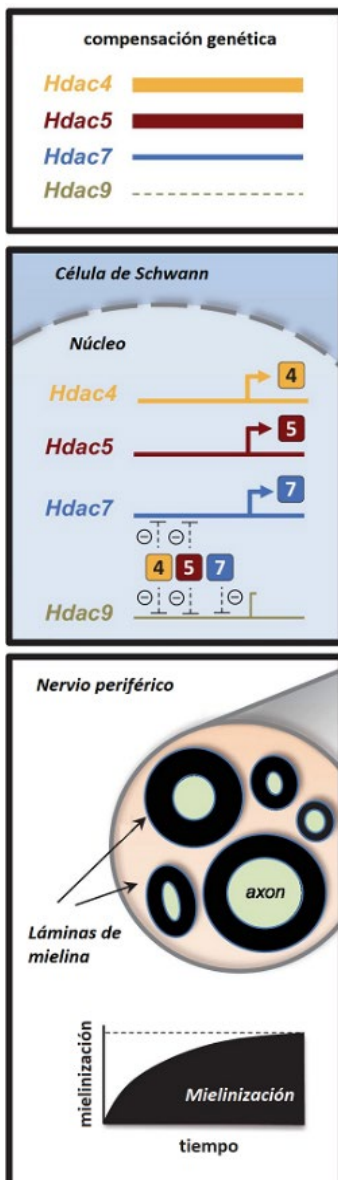 compensación genética
Hdac4
Hdac5
Hdac7
Hdac9
Célula de Schwann
Núcleo
4
Hdac4
5
Hdac5
7
Hdac7
⊖ ⊖
4 5 7
⊖ ⊖ ⊖
Hdac9
Nervio periférico
axon
Láminas de
mielina
mielinización
Mielinización
tiempo